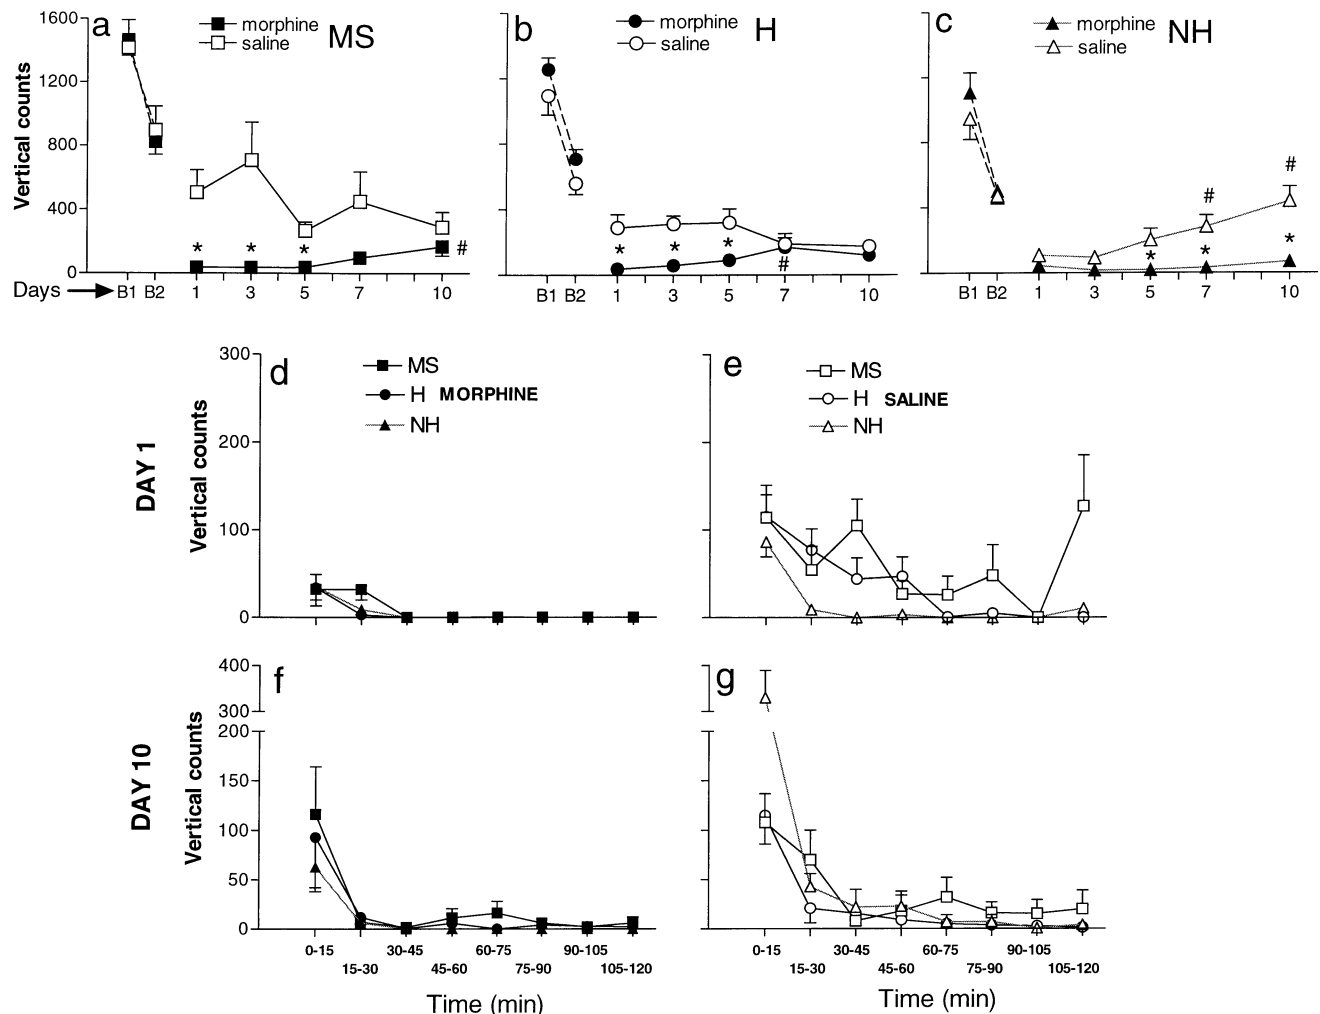 a
morphine
saline
MS
b
morphine
saline
H
c
morphine
saline
NH
Vertical counts
1600
1200
800
400
0
* * *
#
* * *
#
# #
* * *
Days B1 B2 1 3 5 7 10
B1 B2 1 3 5 7 10
B1 B2 1 3 5 7 10
DAY 1
Vertical counts
300
200
100
0
d
MS
H MORPHINE
NH
e
MS
H SALINE
NH
DAY 10
Vertical counts
400
300
200
150
100
50
0
f
g
0-15 30-45 60-75 90-105
15-30 45-60 75-90 105-120
Time (min)
0-15 30-45 60-75 90-105
15-30 45-60 75-90 105-120
Time (min)